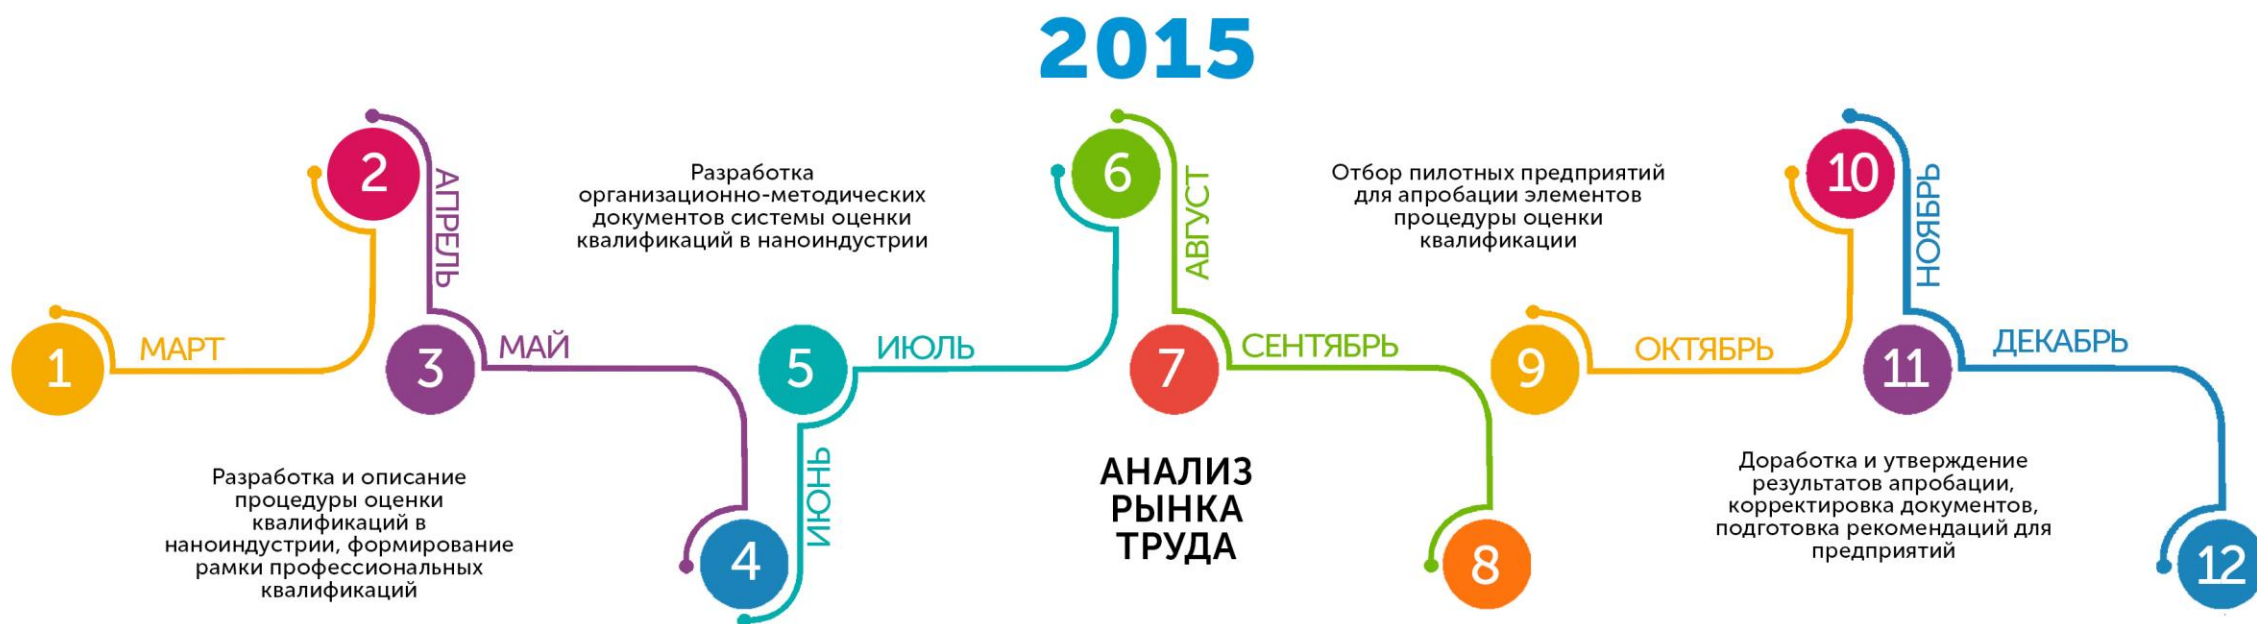 2015
1
МАРТ
2
АПРЕЛЬ
3
МАЙ
4
ИЮНЬ
5
ИЮЛЬ
6
АВГУСТ
7
СЕНТЯБРЬ
8
9
ОКТЯБРЬ
10
НОЯБРЬ
11
ДЕКАБРЬ
12
Разработка и описание
процедуры оценки
квалификаций в
наноиндустрии, формирование
рамки профессиональных
квалификаций
Разработка
организационно-методических
документов системы оценки
квалификаций в наноиндустрии
АНАЛИЗ
РЫНКА
ТРУДА
Отбор пилотных предприятий
для апробации элементов
процедуры оценки
квалификации
Доработка и утверждение
результатов апробации,
корректировка документов,
подготовка рекомендаций для
предприятий